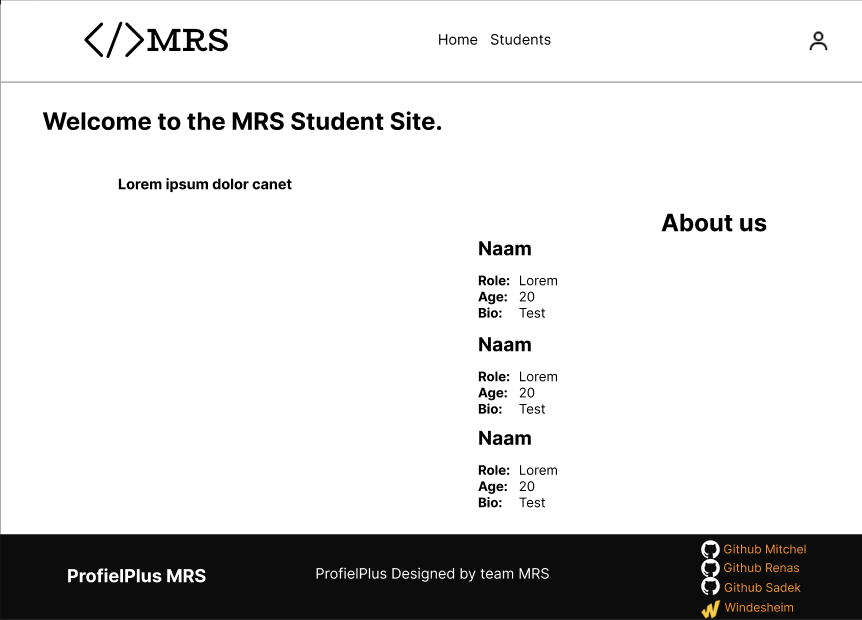 </>MRS
Home Students
Welcome to the MRS Student Site.
Lorem ipsum dolor canet
About us
Naam
Role: Lorem
Age: 20
Bio: Test
Naam
Role: Lorem
Age: 20
Bio: Test
Naam
Role: Lorem
Age: 20
Bio: Test
ProfielPlus MRS
ProfielPlus Designed by team MRS
Github Mitchel
Github Renas
Github Sadek
Windesheim